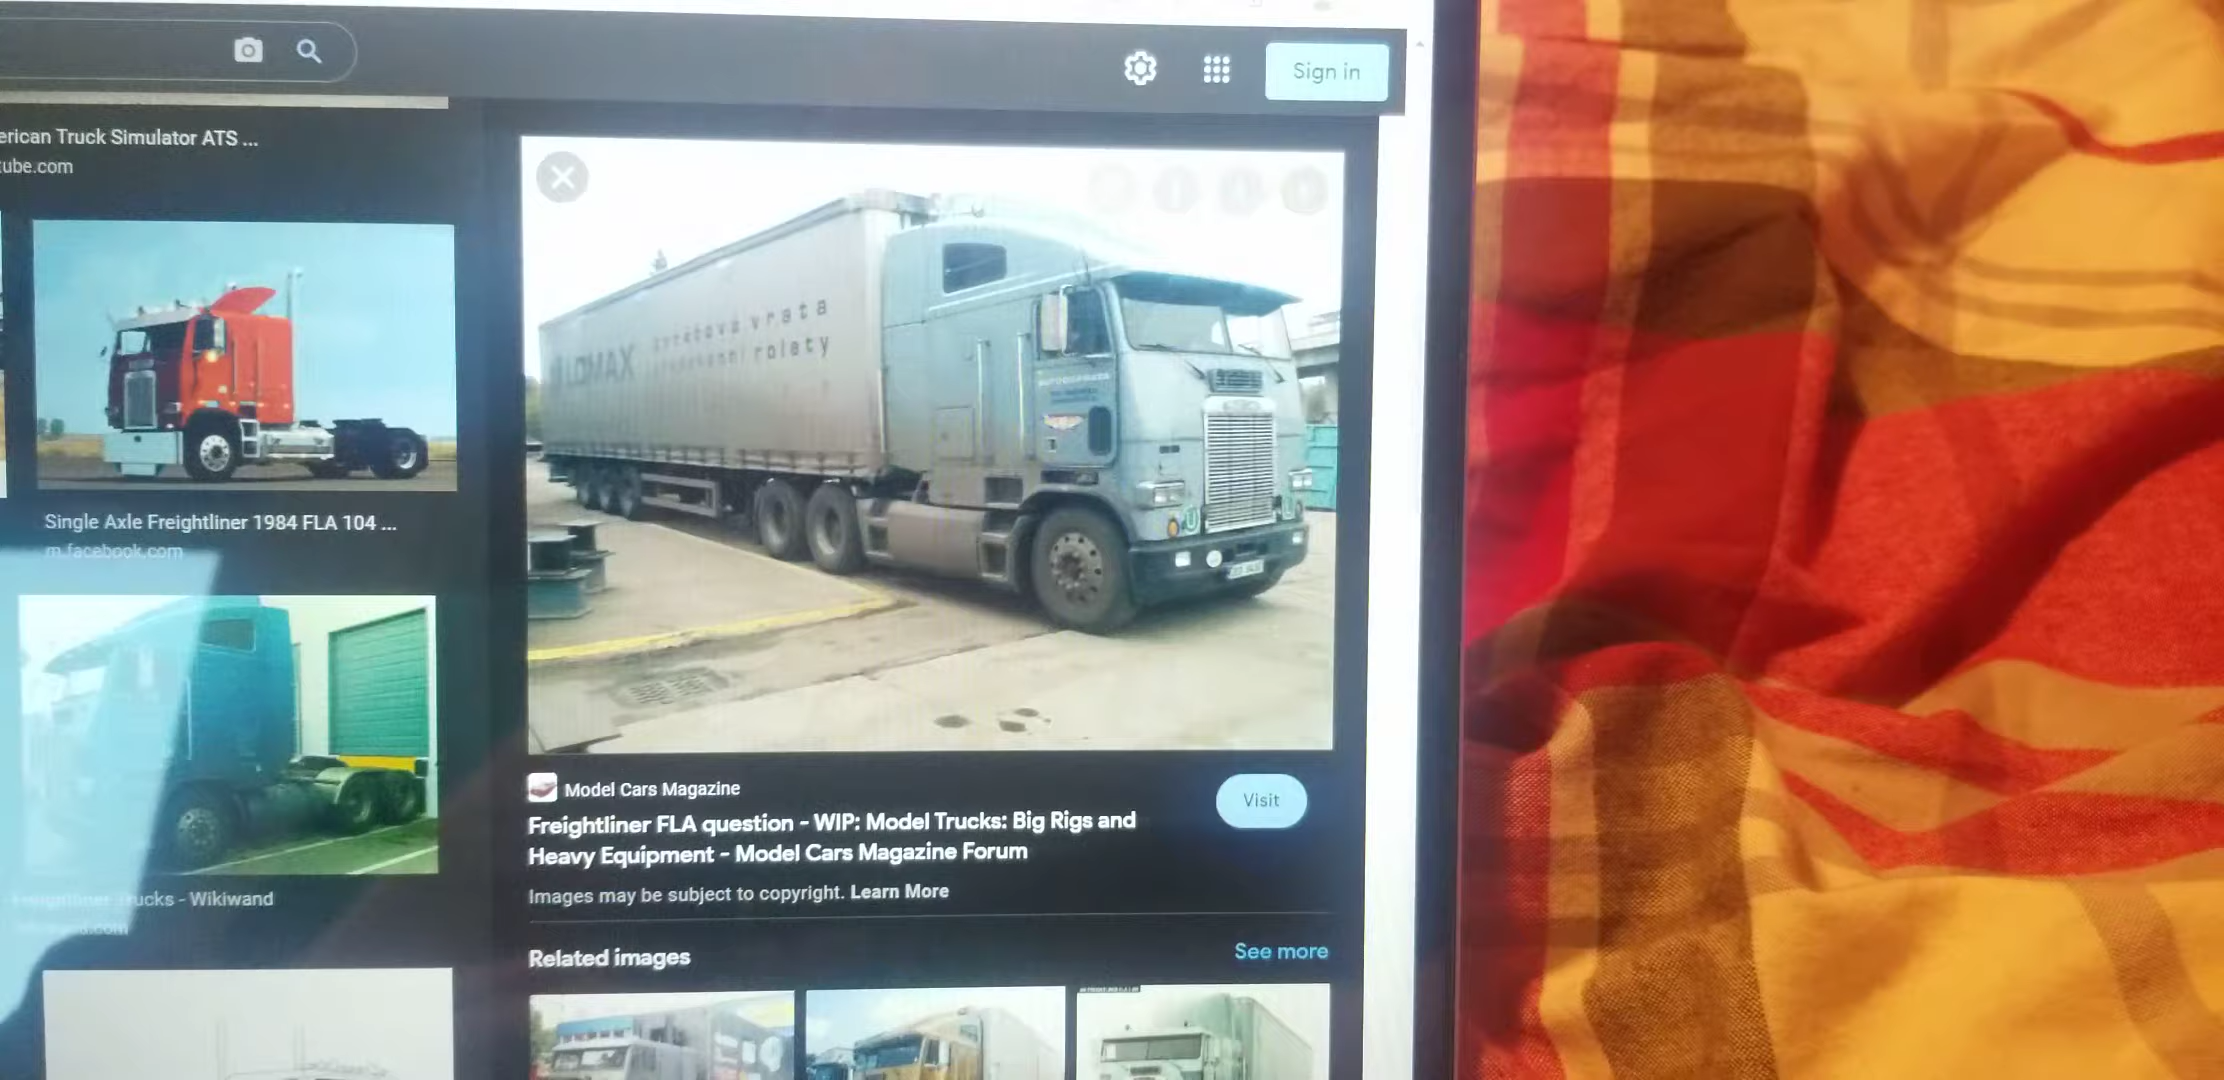 Sign in
erican Truck Simulator ATS ...
tube.com
Single Axle Freightliner 1984 FLA 104 ...
m.facebook.com
Trucks - Wikiwand
LOMAX
vrata
rolety
Model Cars Magazine
Visit
Freightliner FLA question - WIP: Model Trucks: Big Rigs and
Heavy Equipment - Model Cars Magazine Forum
Images may be subject to copyright. Learn More
Related images
See more